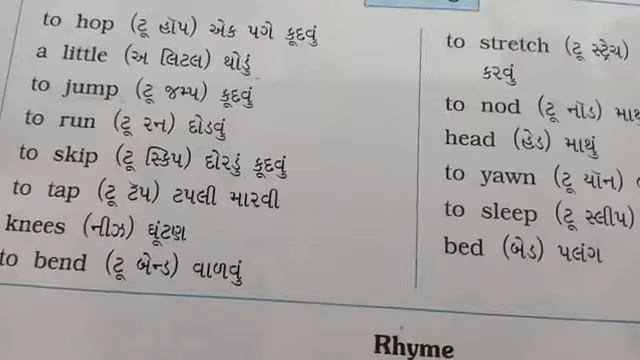 to hop (ટૂ હૉપ) એક પગે કૂદવું
a little (અ લિટલ) થોડું
to jump (ટૂ જમ્પ) કૂદવું
to run (ટૂ રન) દોડવું
to skip (ટૂ સ્કિપ) દોરડું કૂદવું
to tap (ટૂ ટૅપ) ટપલી મારવી
knees (નીઝ) ઘૂંટણ
to bend (ટૂ બેન્ડ) વાળવું
to stretch (ટૂ સ્ટ્રેચ)
કરવું
to nod (ટૂ નૉડ)
head (હેડ) માથું
to yawn (ટૂ યૉન)
to sleep (ટૂ સ્લીપ)
bed (બેડ) પલંગ
Rhyme